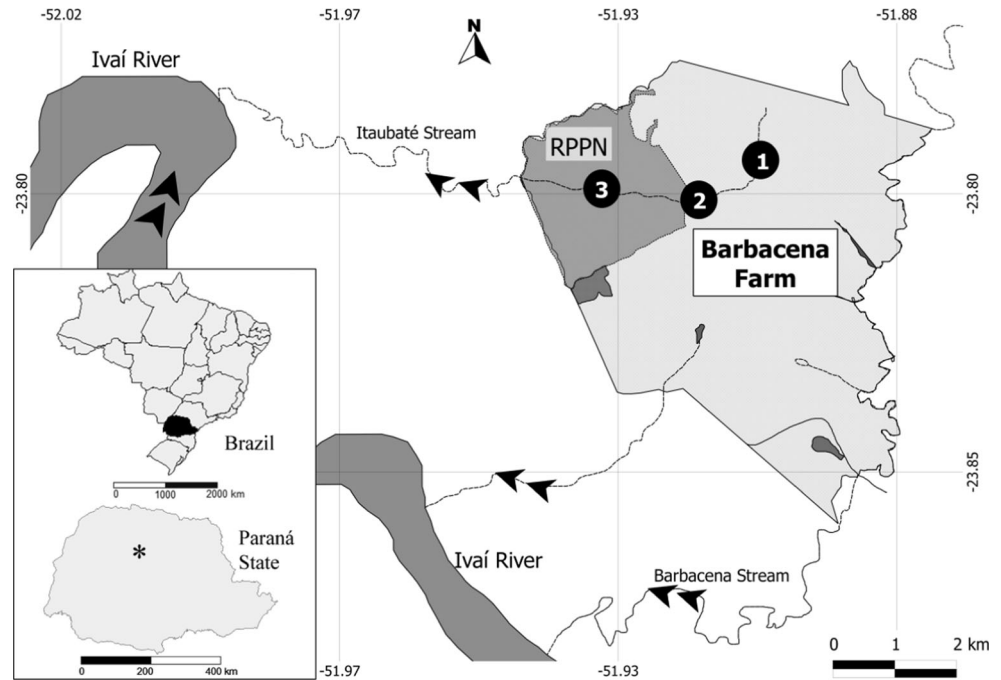 -52.02
-51.97
-51.93
-51.88
Ivaí River
N
Itaubaté Stream
RPPN
1
-23.80
3
2
-23.80
Barbacena
Farm
Brazil
0
1000
2000 km
-23.85
Paraná
State
*
Ivaí River
Barbacena Stream
0
1
2 km
0
200
400 km
-51.97
-51.93